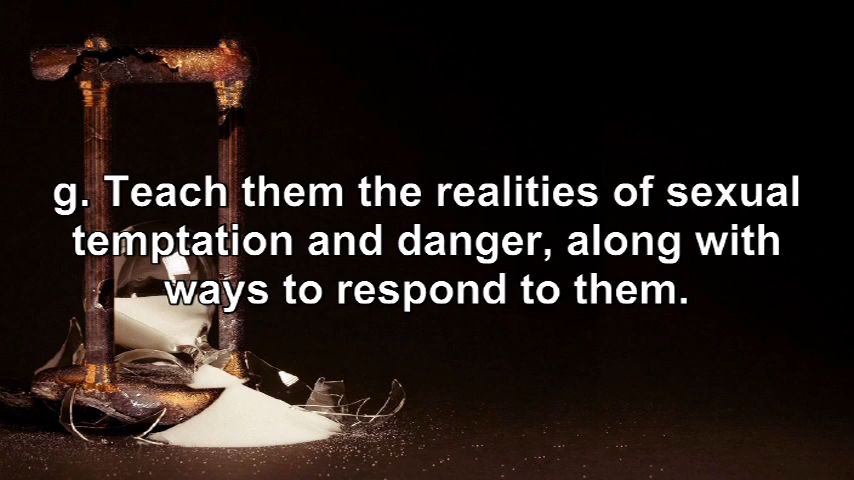 g. Teach them the realities of sexual
temptation and danger, along with
ways to respond to them.